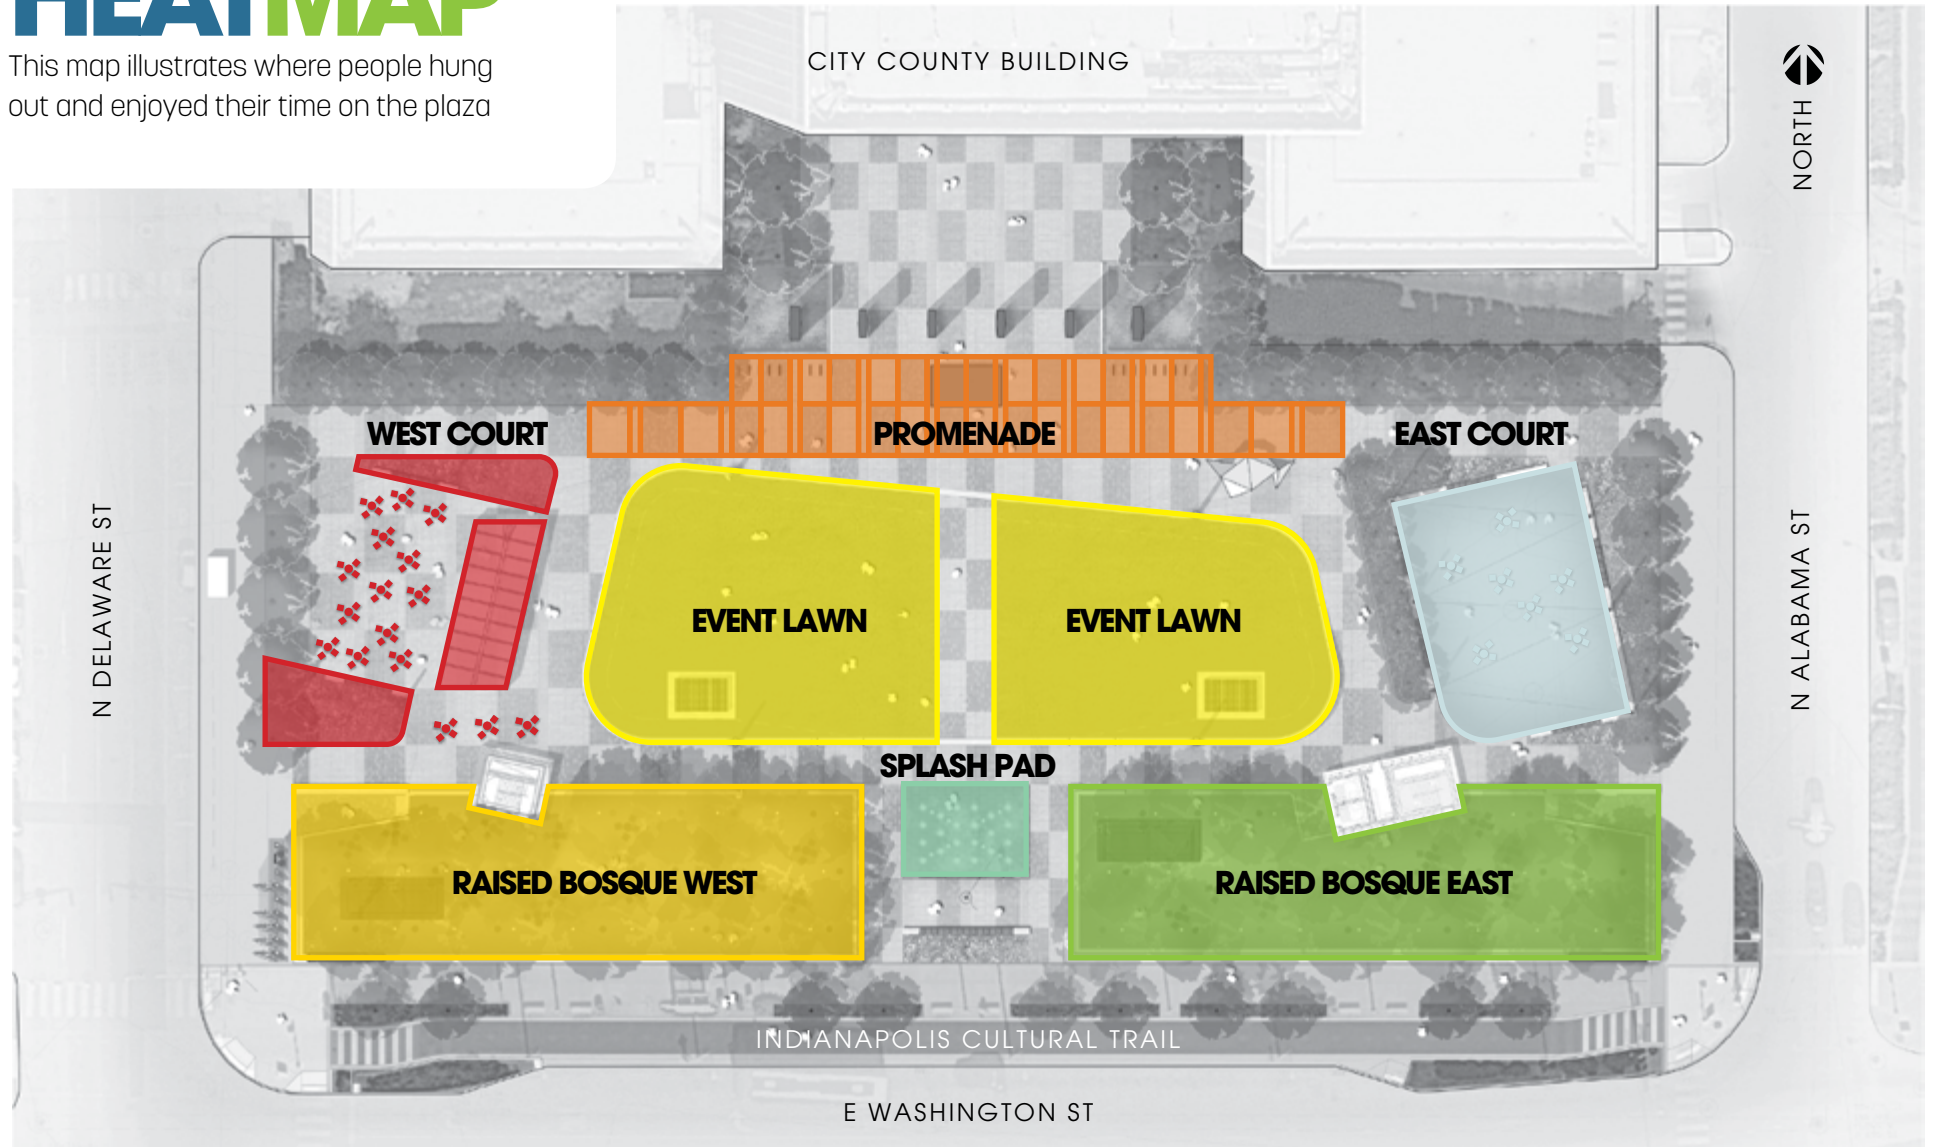 HEATMAP
This map illustrates where people hung
out and enjoyed their time on the plaza
CITY COUNTY BUILDING
NORTH
WEST COURT
PROMENADE
EAST COURT
N DELAWARE ST
EVENT LAWN
EVENT LAWN
N ALABAMA ST
SPLASH PAD
RAISED BOSQUE WEST
RAISED BOSQUE EAST
INDIANAPOLIS CULTURAL TRAIL
E WASHINGTON ST